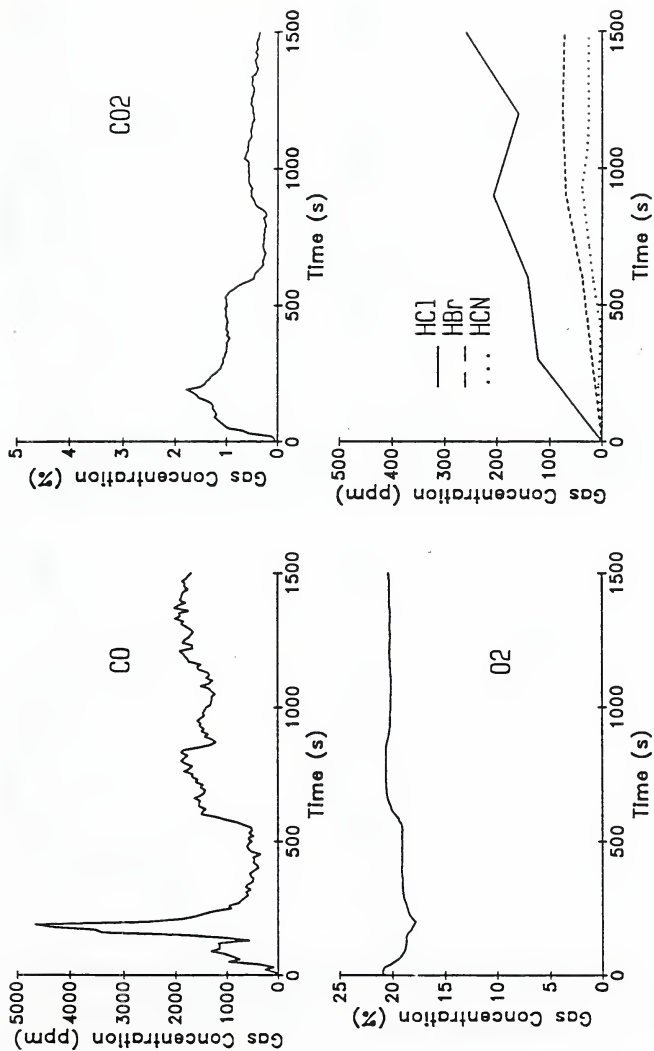 CO
5000
4000
3000
2000
1000
0
Gas Concentration (ppm)
0
500
1000
1500
Time (s)
CO2
5
4
3
2
1
0
Gas Concentration (%)
0
500
1000
1500
Time (s)
O2
25
20
15
10
5
0
Gas Concentration (%)
0
500
1000
1500
Time (s)
HCl
HBr
HCN
500
400
300
200
100
0
Gas Concentration (ppm)
0
500
1000
1500
Time (s)